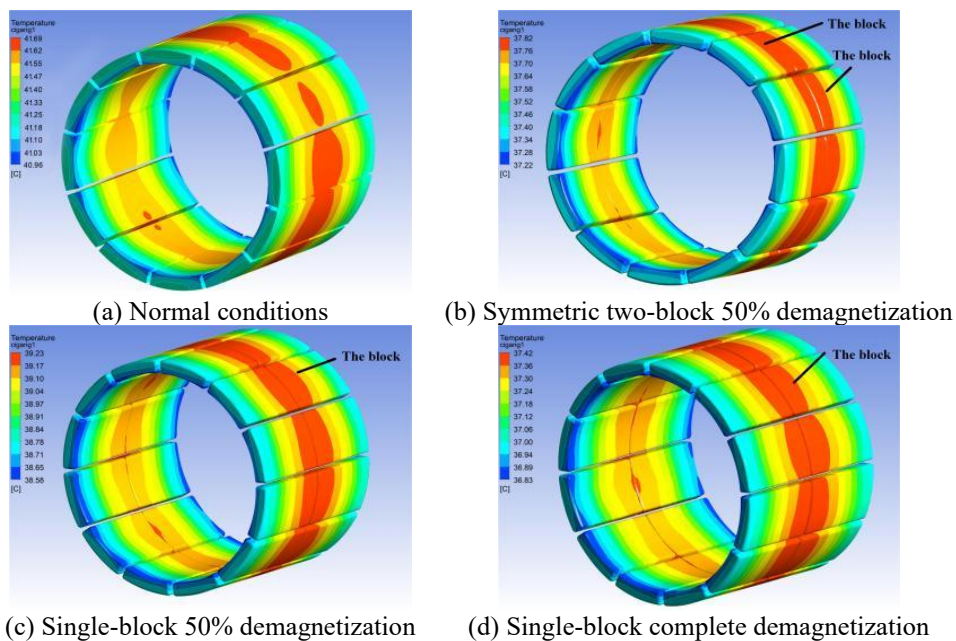 Temperature
cigang1
41.69
41.62
41.55
41.47
41.40
41.33
41.25
41.18
41.10
41.03
40.96
[C]
Temperature
cigang1
37.82
37.76
37.70
37.64
37.58
37.52
37.46
37.40
37.34
37.28
37.22
[C]
The block
The block
(a) Normal conditions
(b) Symmetric two-block 50% demagnetization
Temperature
cigang1
39.23
39.17
39.10
39.04
38.97
38.91
38.84
38.78
38.71
38.65
38.58
[C]
The block
Temperature
cigang1
37.42
37.36
37.30
37.24
37.18
37.12
37.06
37.00
36.94
36.89
36.83
[C]
The block
(c) Single-block 50% demagnetization
(d) Single-block complete demagnetization